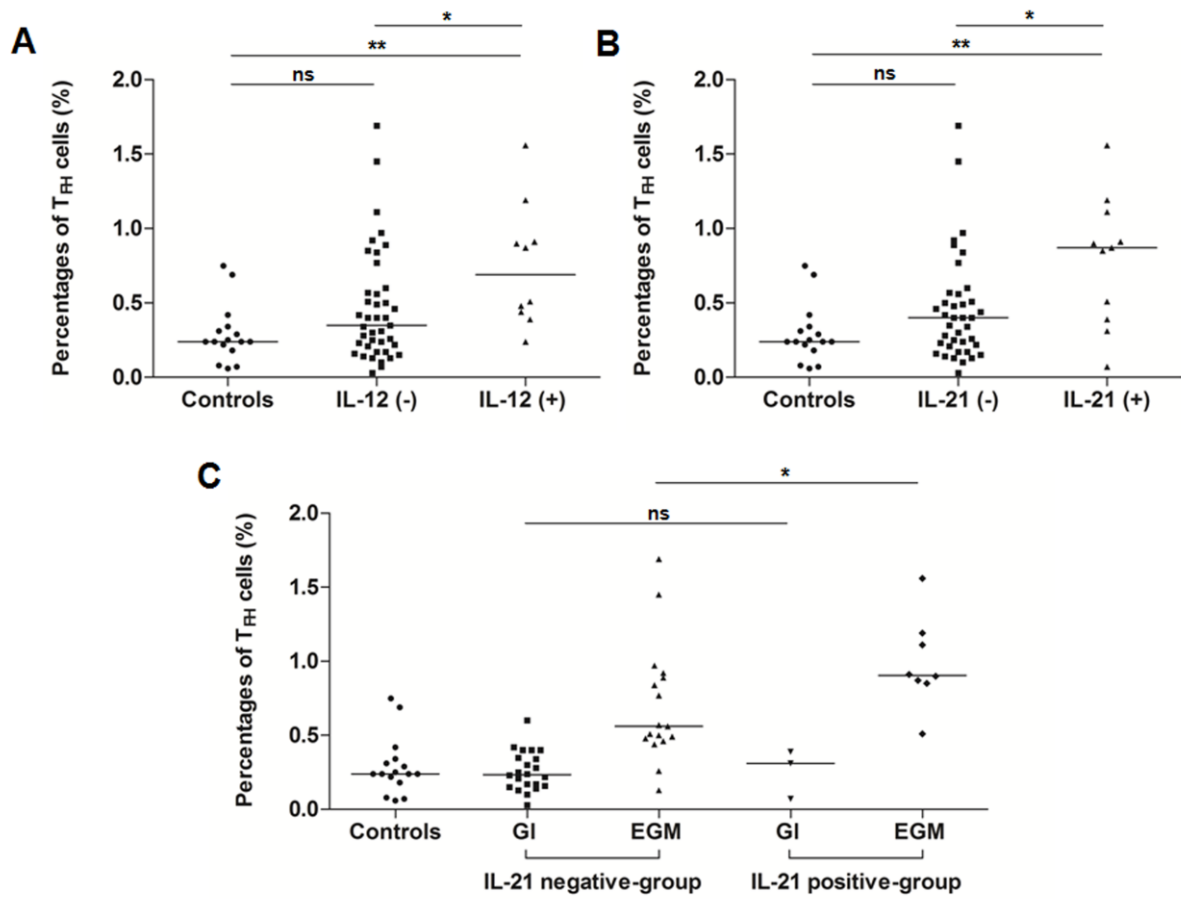 A
*
**
ns
Percentages of TFH cells (%)
2.0
1.5
1.0
0.5
0.0
Controls IL-12 (-) IL-12 (+)
B
*
**
ns
Percentages of TFH cells (%)
2.0
1.5
1.0
0.5
0.0
Controls IL-21 (-) IL-21 (+)
C
*
ns
Percentages of TFH cells (%)
2.0
1.5
1.0
0.5
0.0
Controls GI EGM GI EGM
IL-21 negative-group IL-21 positive-group